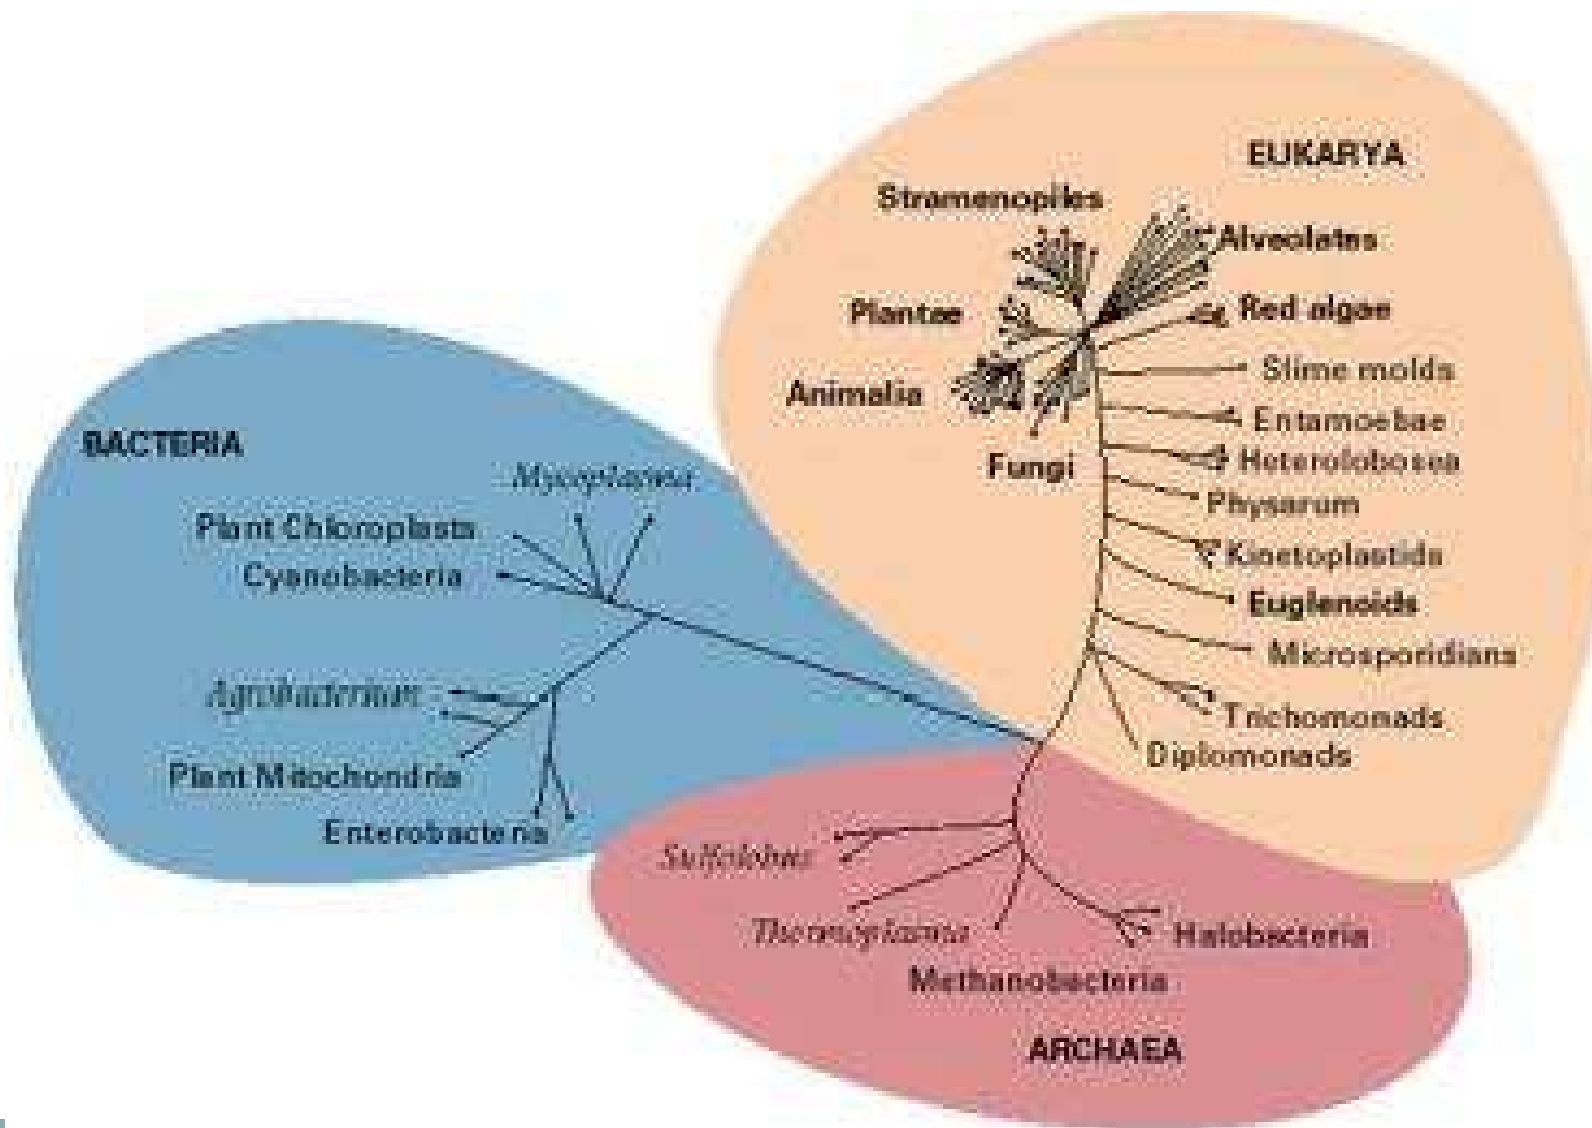 EUKARYA
Stramenopiles
Alveolates
Plantae
Red algae
Animalia
Slime molds
Entamoebae
Fungi
Heterolobosea
Physarum
Kinetoplastids
Euglenoids
Microsporidians
Trichomonads
Diplomonads
BACTERIA
Mycoplasma
Plant Chloroplasts
Cyanobacteria
Agrobacterium
Plant Mitochondria
Enterobacteria
Sulfolobus
Thermoplasma
Halobacteria
Methanobacteria
ARCHAEA